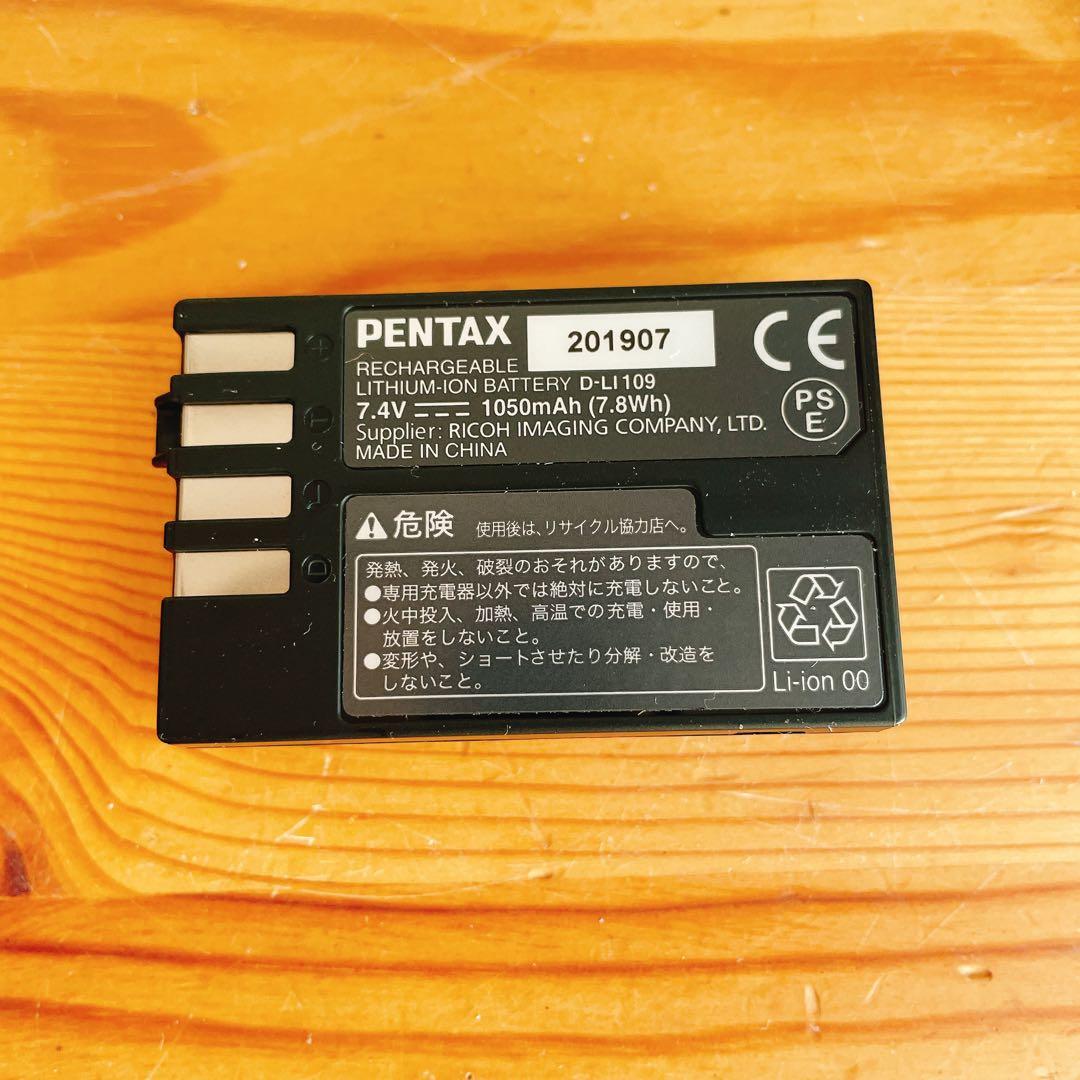 PENTAX 201907 CE
RECHARGEABLE
LITHIUM-ION BATTERY D-LI109
7.4V 1050mAh (7.8Wh)
PS
E
Supplier: RICOH IMAGING COMPANY, LTD.
MADE IN CHINA
危険 使用後は、リサイクル協力店へ。
発熱、発火、破裂のおそれがありますので、
●専用充電器以外では絶対に充電しないこと。
●火中投入、加熱、高温での充電・使用・
放置をしないこと。
●変形や、ショートさせたり分解・改造を
しないこと。
Li-ion 00
D